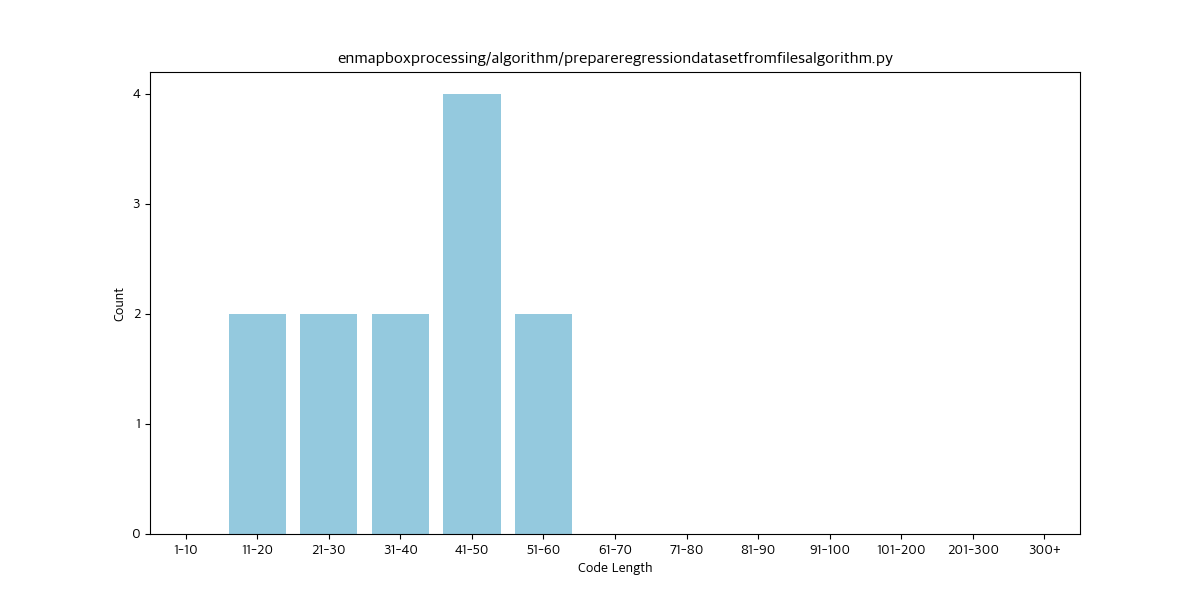 enmapboxprocessing/algorithm/prepareregressiondatasetfromfilesalgorithm.py
4
3
2
1
0
Count
1-10 11-20 21-30 31-40 41-50 51-60 61-70 71-80 81-90 91-100 101-200 201-300 300+
Code Length